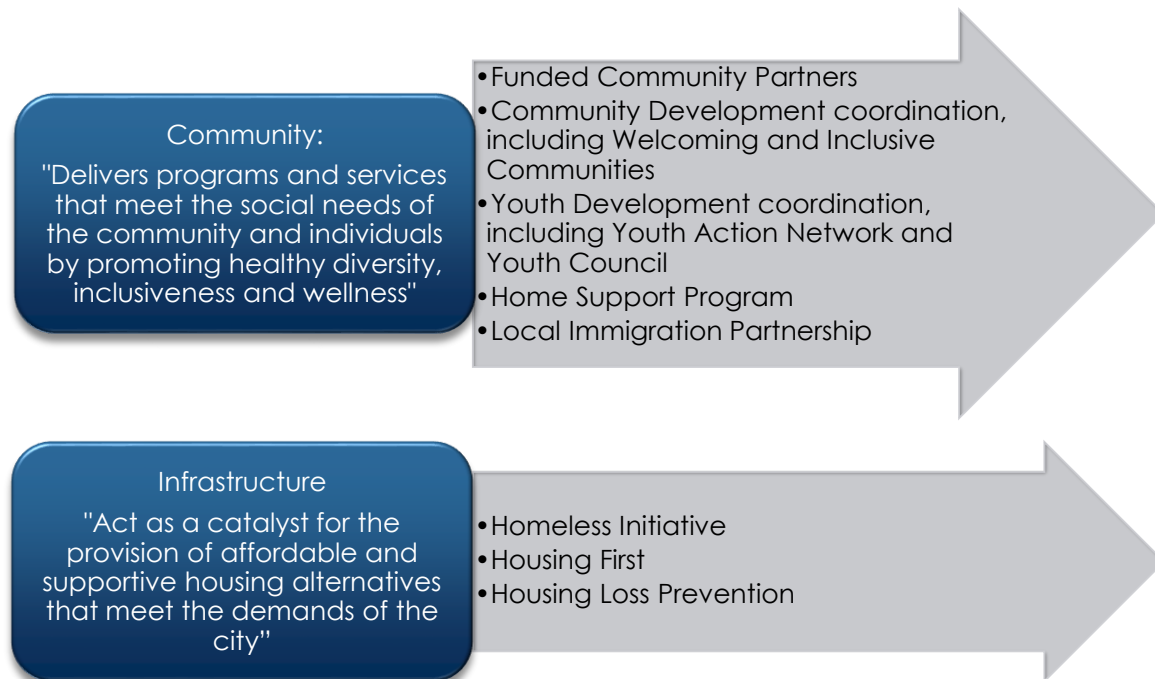 Community:
"Delivers programs and services
that meet the social needs of
the community and individuals
by promoting healthy diversity,
inclusiveness and wellness"
•Funded Community Partners
•Community Development coordination,
including Welcoming and Inclusive
Communities
•Youth Development coordination,
including Youth Action Network and
Youth Council
•Home Support Program
•Local Immigration Partnership
Infrastructure
"Act as a catalyst for the
provision of affordable and
supportive housing alternatives
that meet the demands of the
city”
•Homeless Initiative
•Housing First
•Housing Loss Prevention